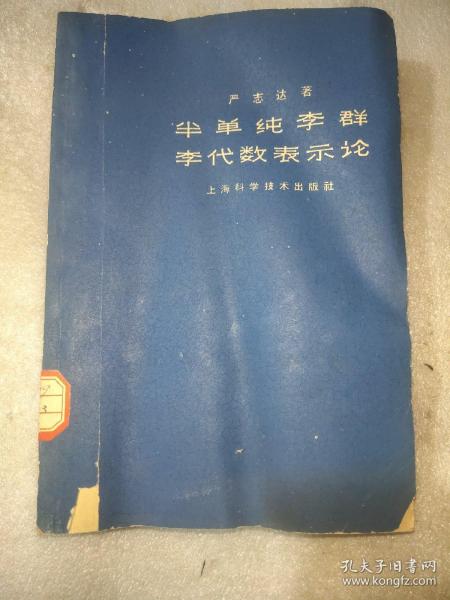 严志达著
半单纯李群
李代数表示论
上海科学技术出版社
3
孔夫子旧书网
www.kongfz.com